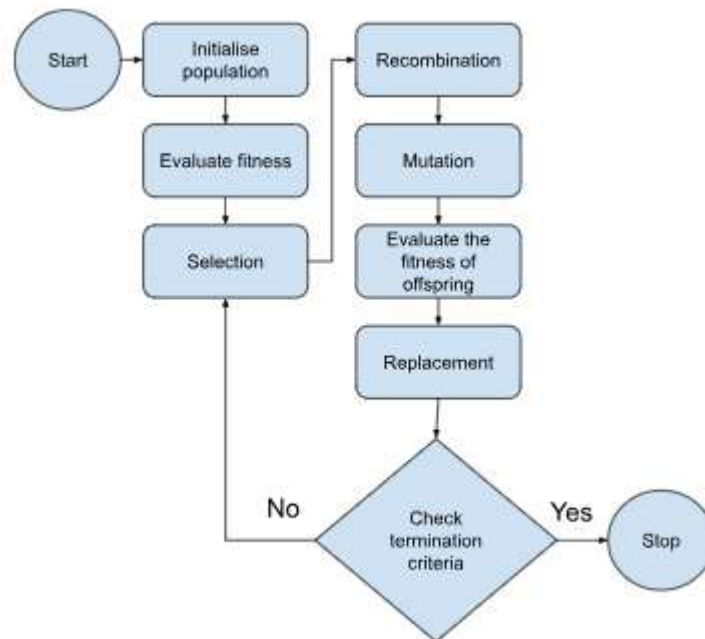 Start
Initialise
population
Evaluate fitness
Selection
Recombination
Mutation
Evaluate the
fitness of
offspring
Replacement
Check
termination
criteria
No
Yes
Stop